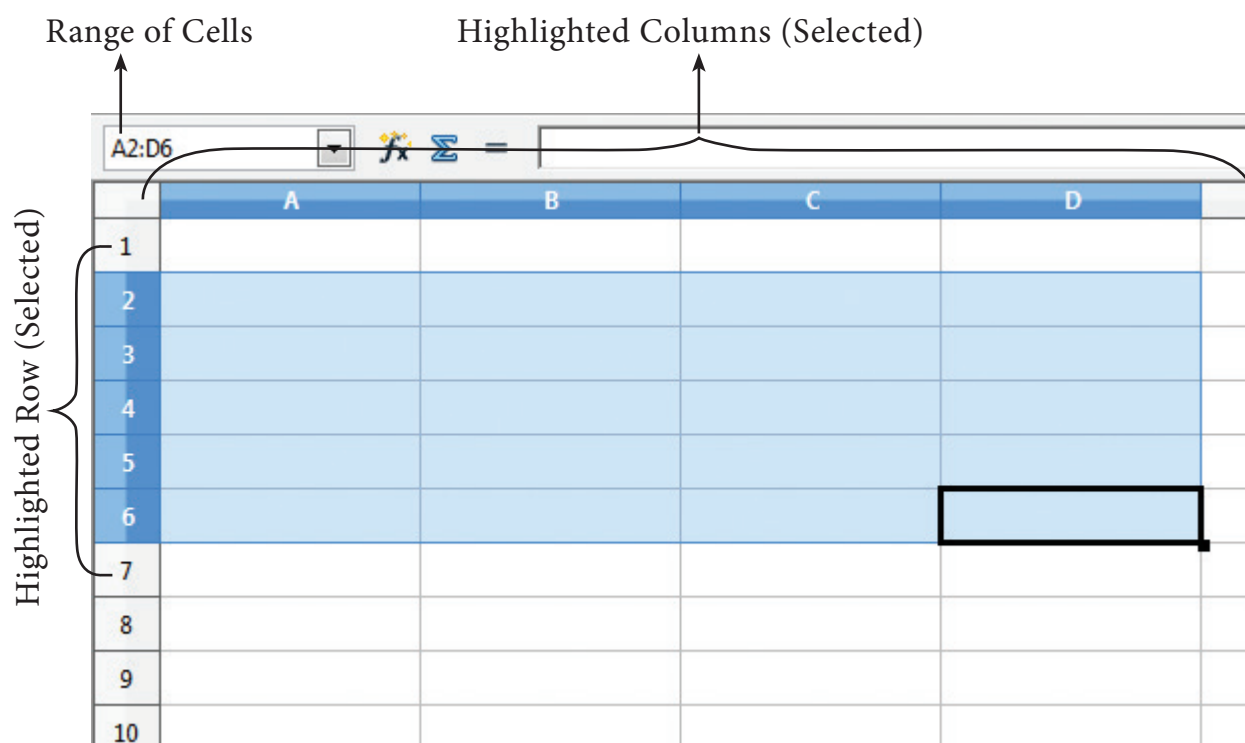 Range of Cells
Highlighted Columns (Selected)
A2:D6
fx Σ =
A B C D
Highlighted Row (Selected)
1
2
3
4
5
6
7
8
9
10